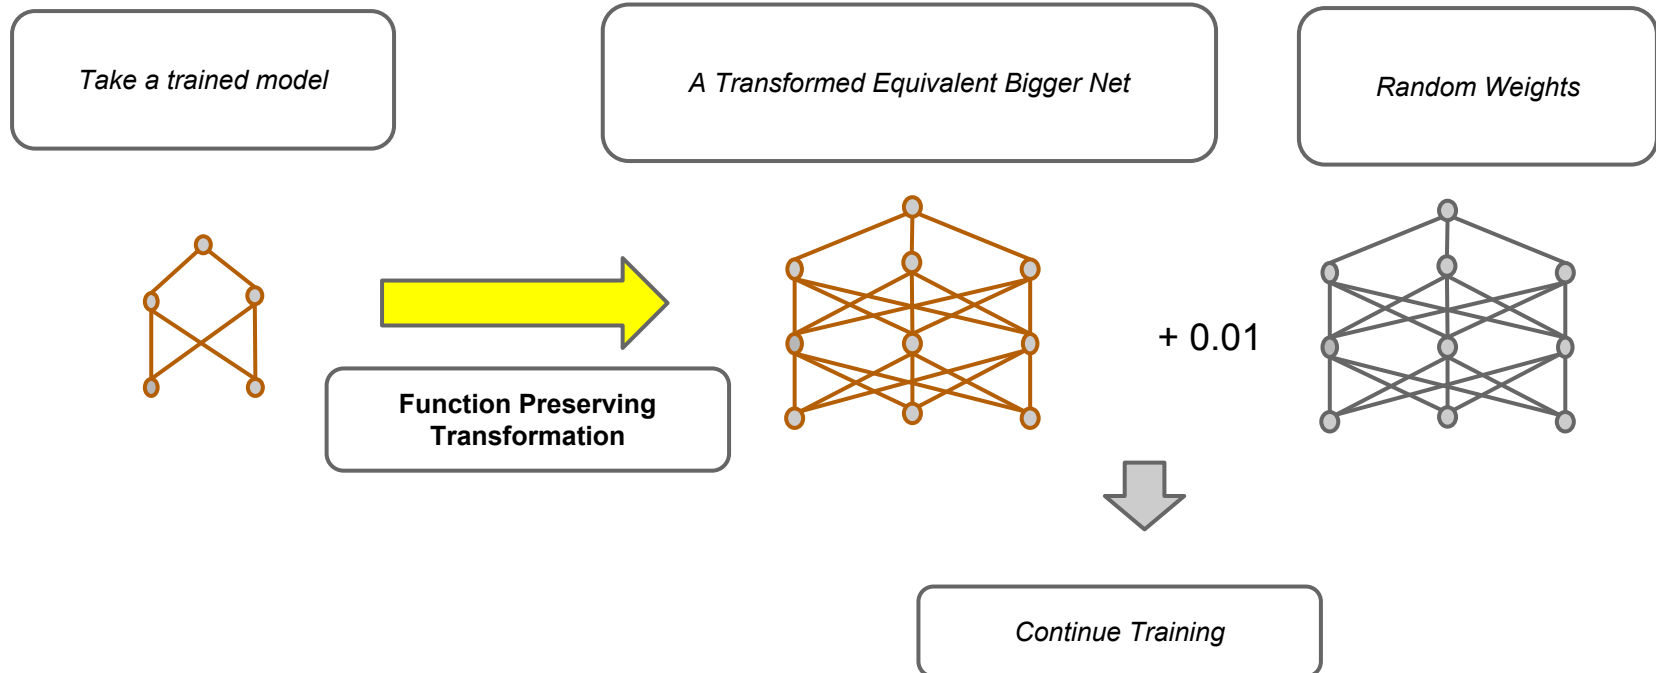 Take a trained model
A Transformed Equivalent Bigger Net
Random Weights
Function Preserving
Transformation
+ 0.01
Continue Training